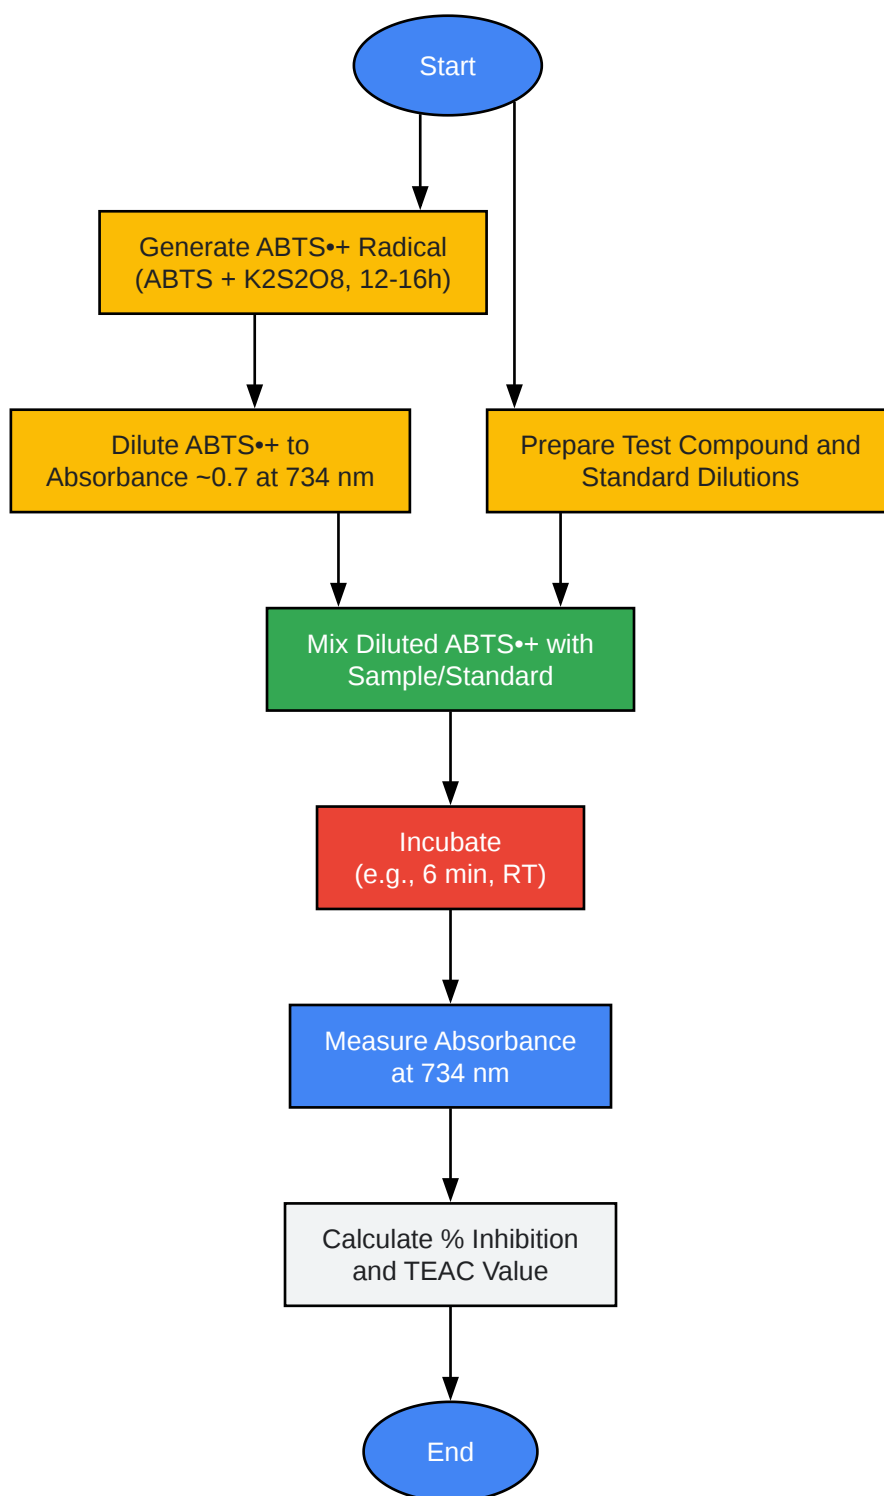 Start
Generate ABTS•+ Radical
(ABTS + K2S2O8, 12-16h)
Dilute ABTS•+ to
Absorbance ~0.7 at 734 nm
Prepare Test Compound and
Standard Dilutions
Mix Diluted ABTS•+ with
Sample/Standard
Incubate
(e.g., 6 min, RT)
Measure Absorbance
at 734 nm
Calculate % Inhibition
and TEAC Value
End